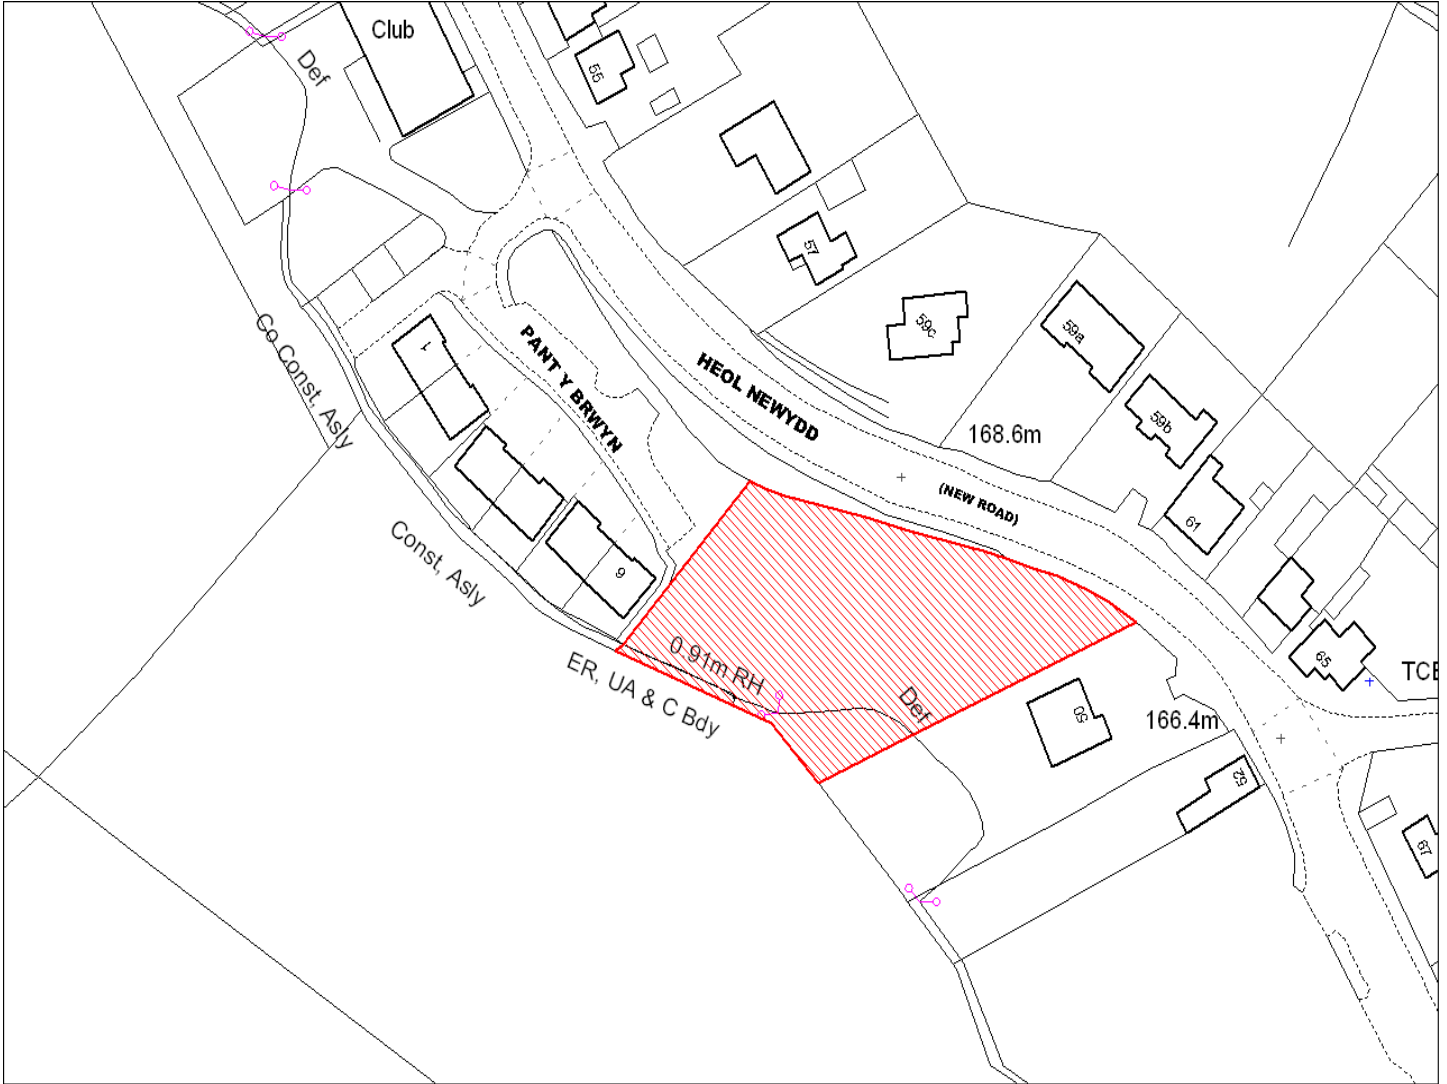 Club
Def
55
57
59c
59a
59b
61
65
67
Co Const, Asly
1
PANT Y BRWYN
HEOL NEWYDD
(NEW ROAD)
168.6m
Const, Asly
9
0.91m RH
ER, UA & C Bdy
Def
50
166.4m
52